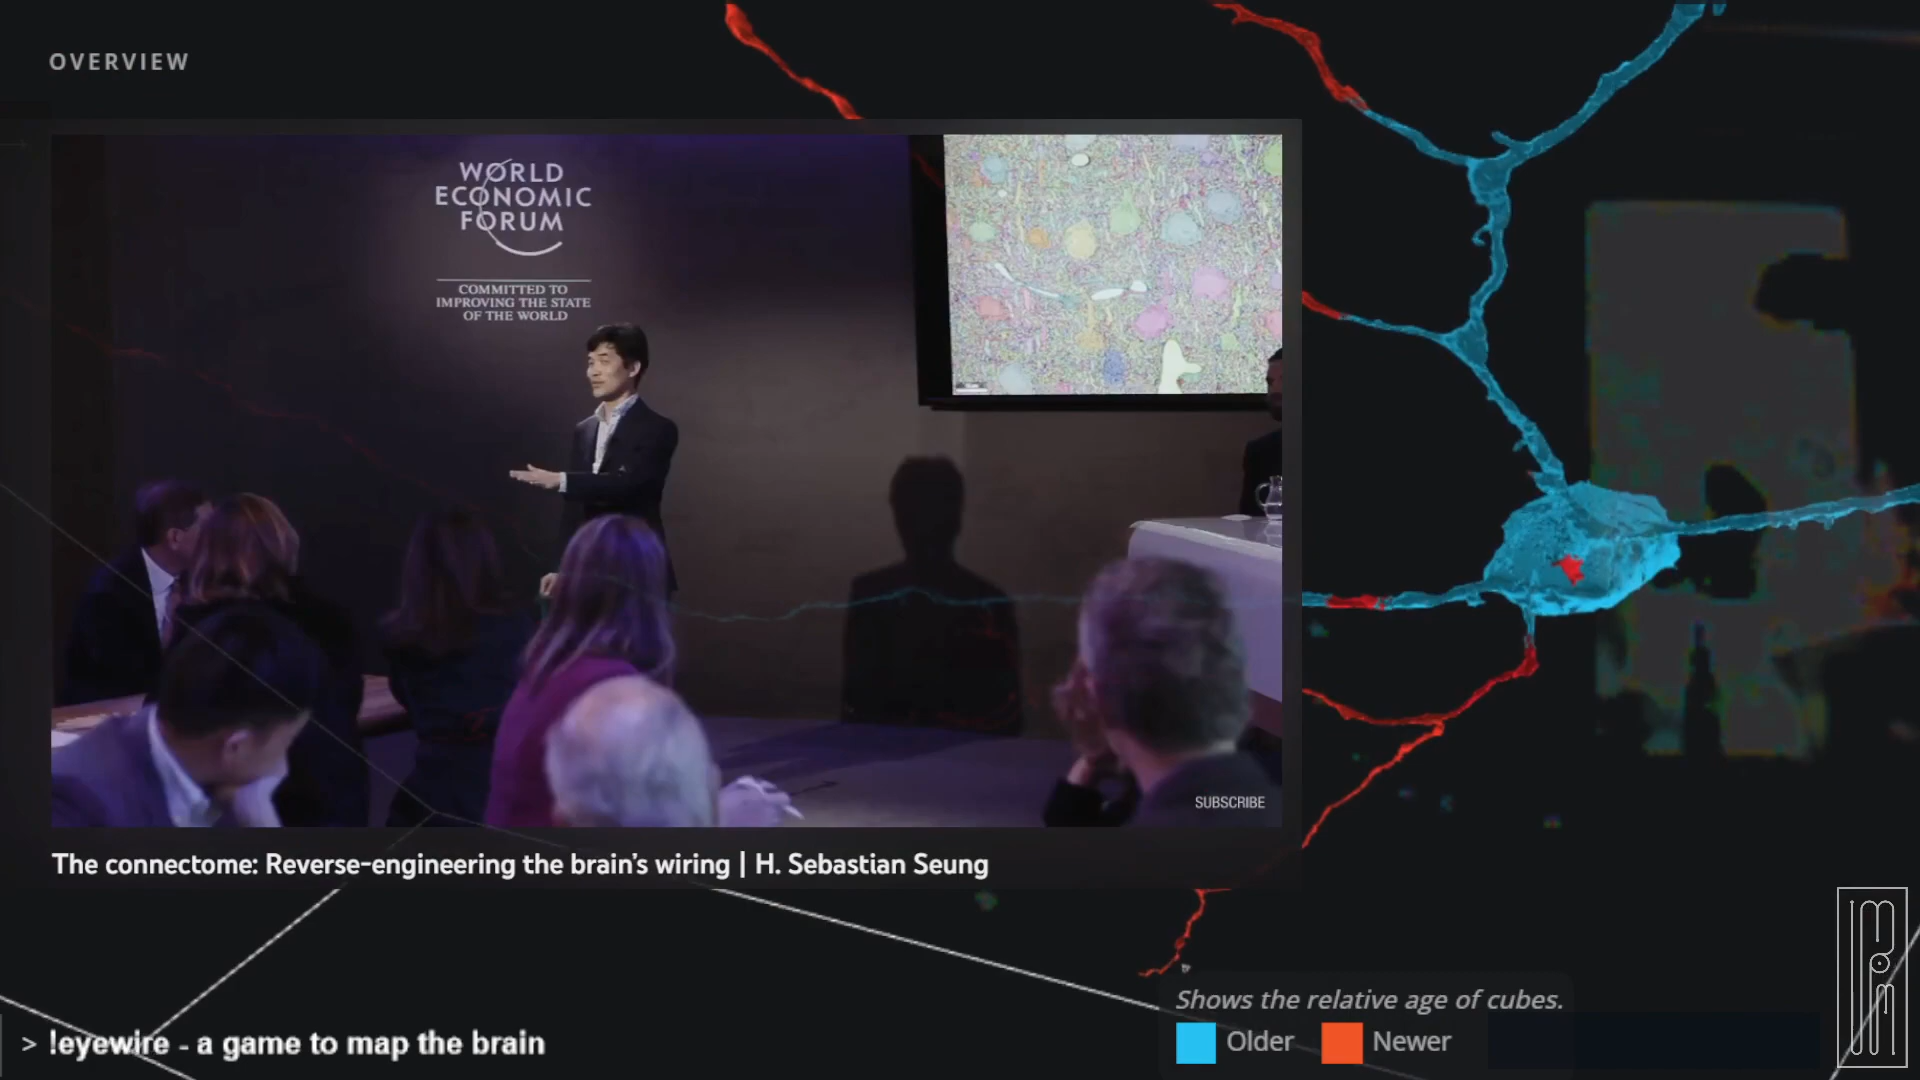 OVERVIEW
WORLD
ECONOMIC
FORUM
COMMITTED TO
IMPROVING THE STATE
OF THE WORLD
SUBSCRIBE
The connectome: Reverse-engineering the brain's wiring | H. Sebastian Seung
Shows the relative age of cubes.
Older Newer
> !eyewire - a game to map the brain